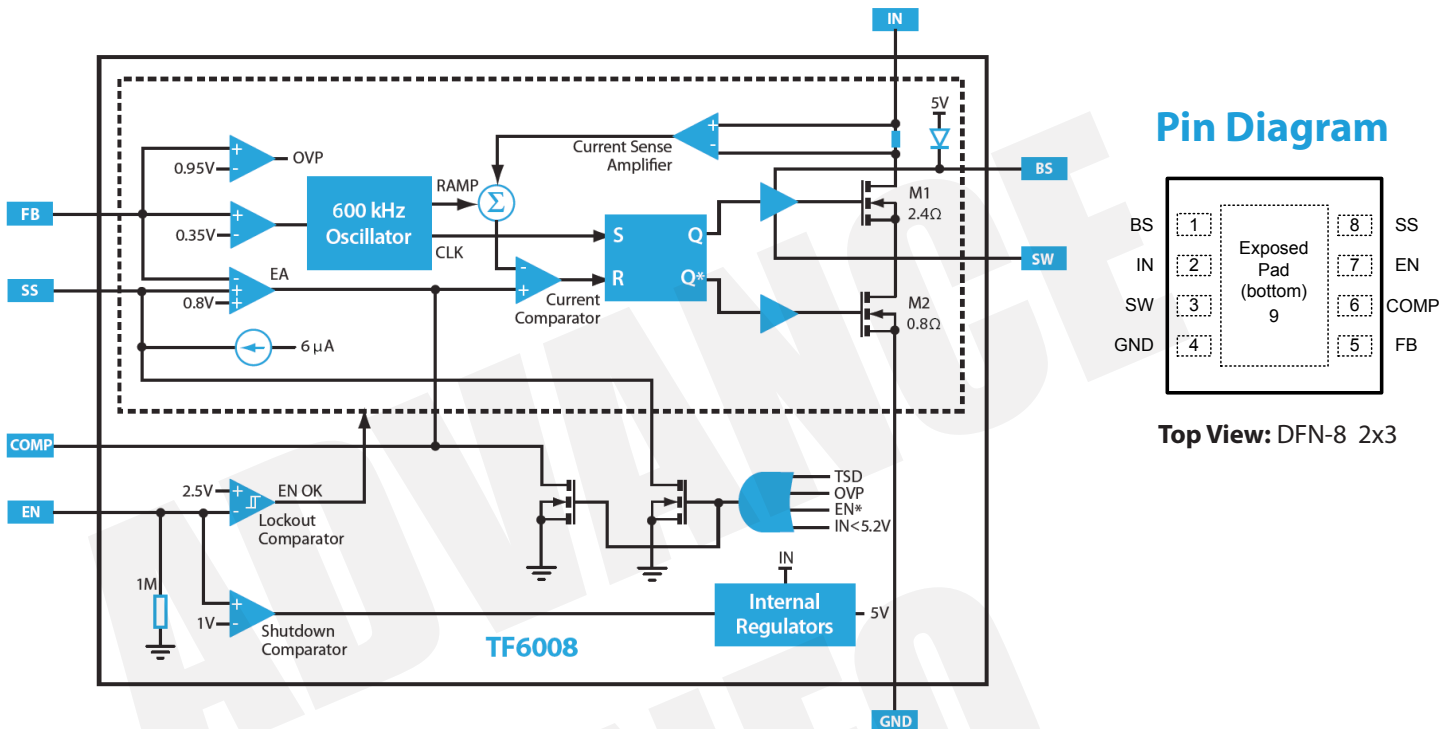 IN
5V
Current Sense
Amplifier
+
-
BS
SW
M1
2.4Ω
M2
0.8Ω
FB
SS
+
0.95V
-
OVP
+
0.35V
-
EA
-
+
0.8V
+
6 µA
600 kHz
Oscillator
RAMP
CLK
Σ
-
+
Current
Comparator
S
R
Q
Q*
COMP
EN
2.5V
+
-
EN OK
Lockout
Comparator
1M
+
1V
-
Shutdown
Comparator
TSD
OVP
EN*
IN<5.2V
IN
Internal
Regulators
5V
TF6008
GND
Pin Diagram
BS 1
IN 2
SW 3
GND 4
Exposed
Pad
(bottom)
9
8 SS
7 EN
6 COMP
5 FB
Top View: DFN-8 2x3
ADVANCE